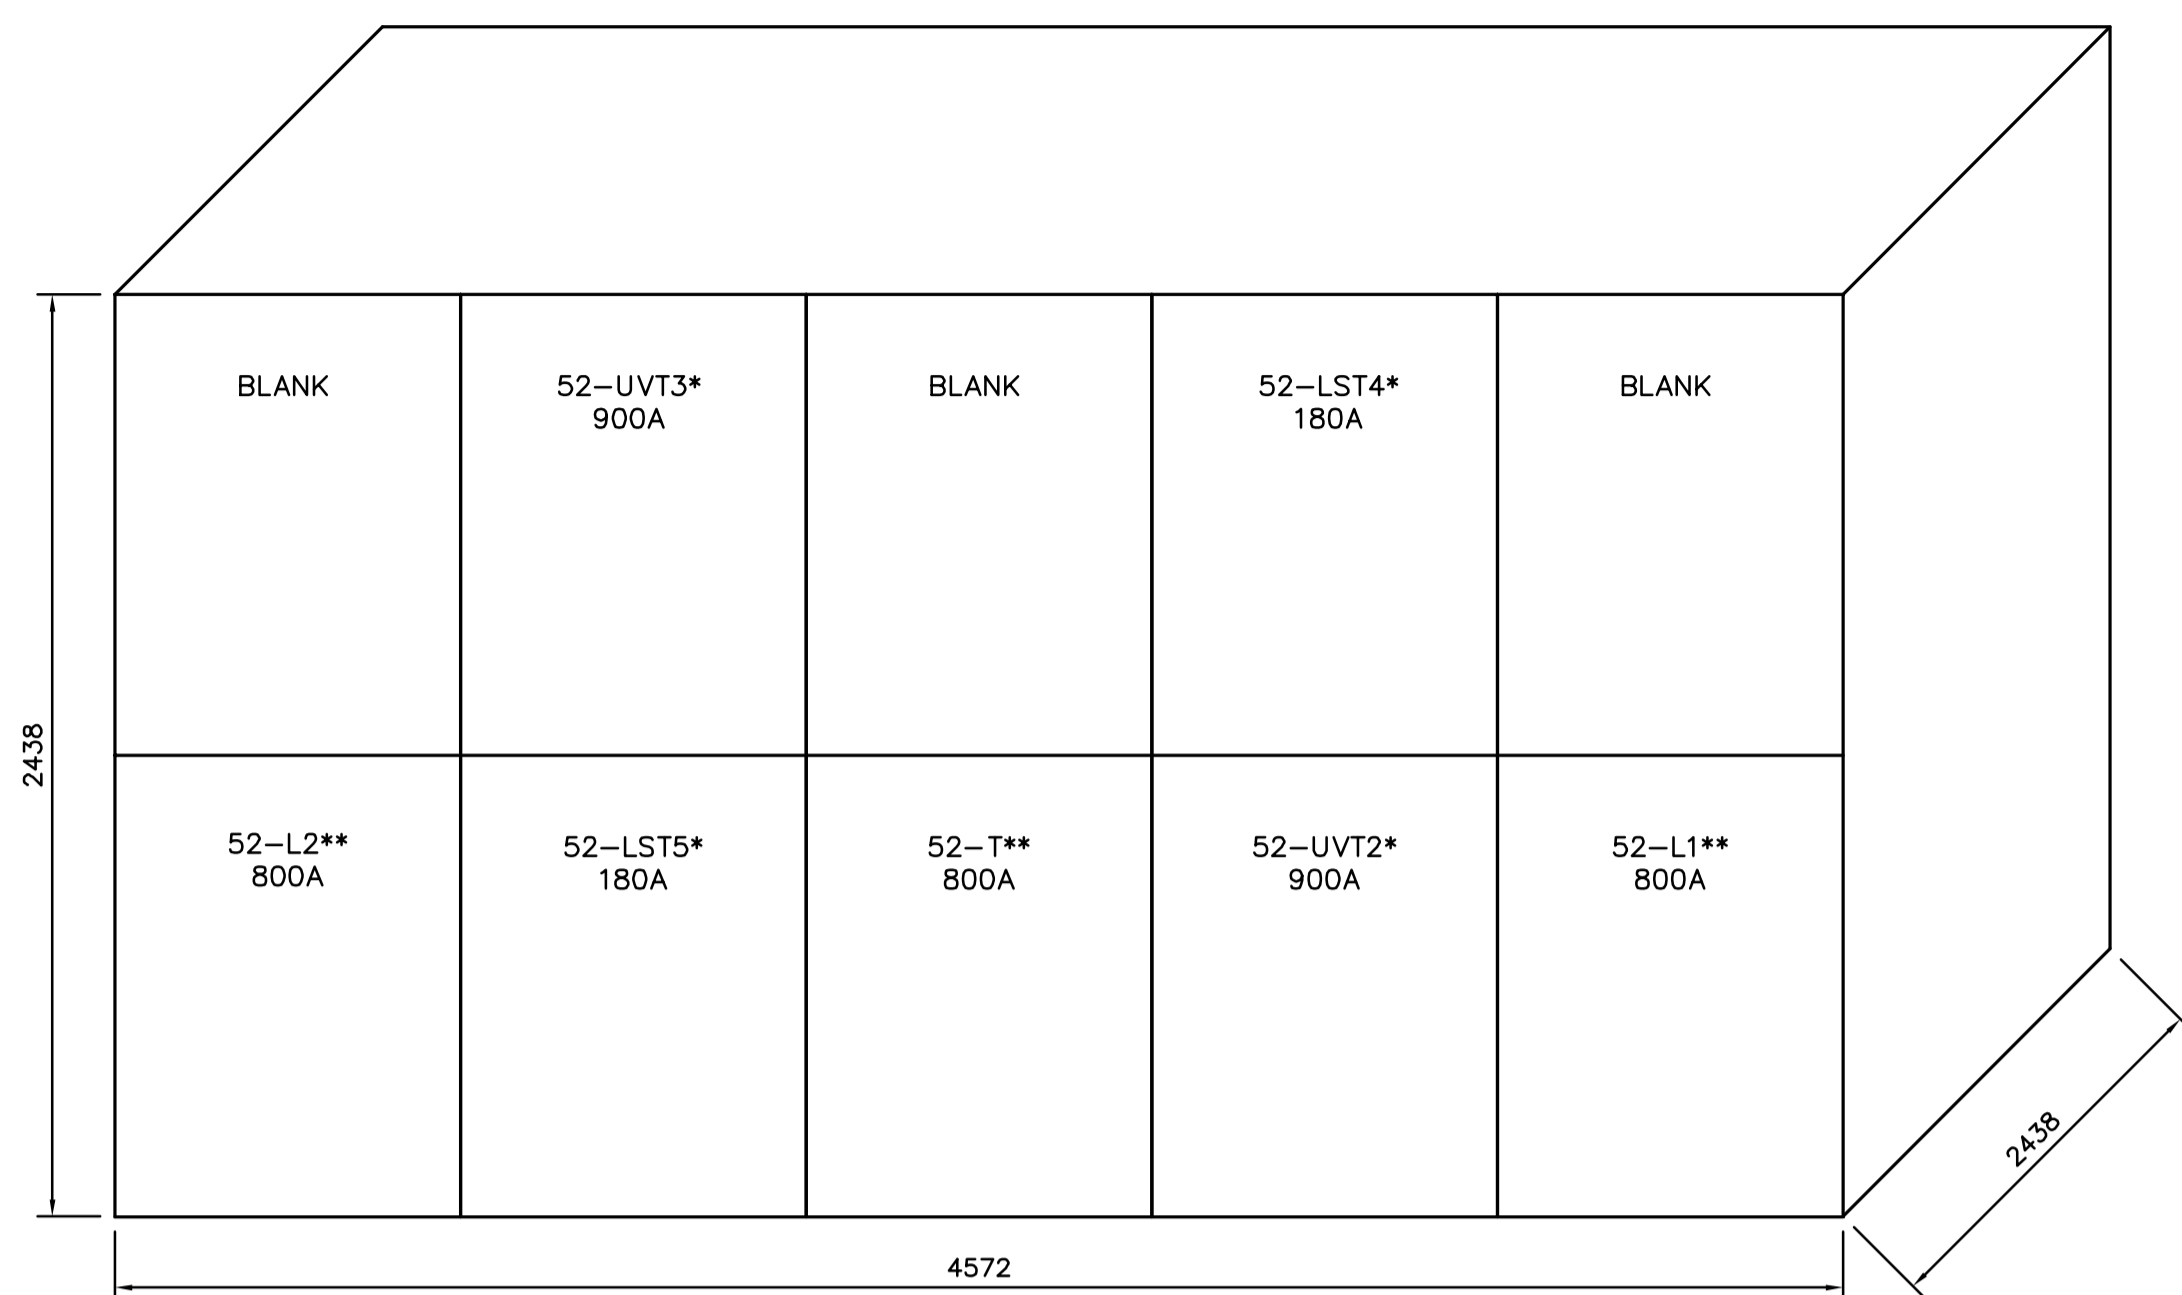 BLANK
52-UVT3*
900A
BLANK
52-LST4*
180A
BLANK
2438
52-L2**
800A
52-LST5*
180A
52-T**
800A
52-UVT2*
900A
52-L1**
800A
2438
4572